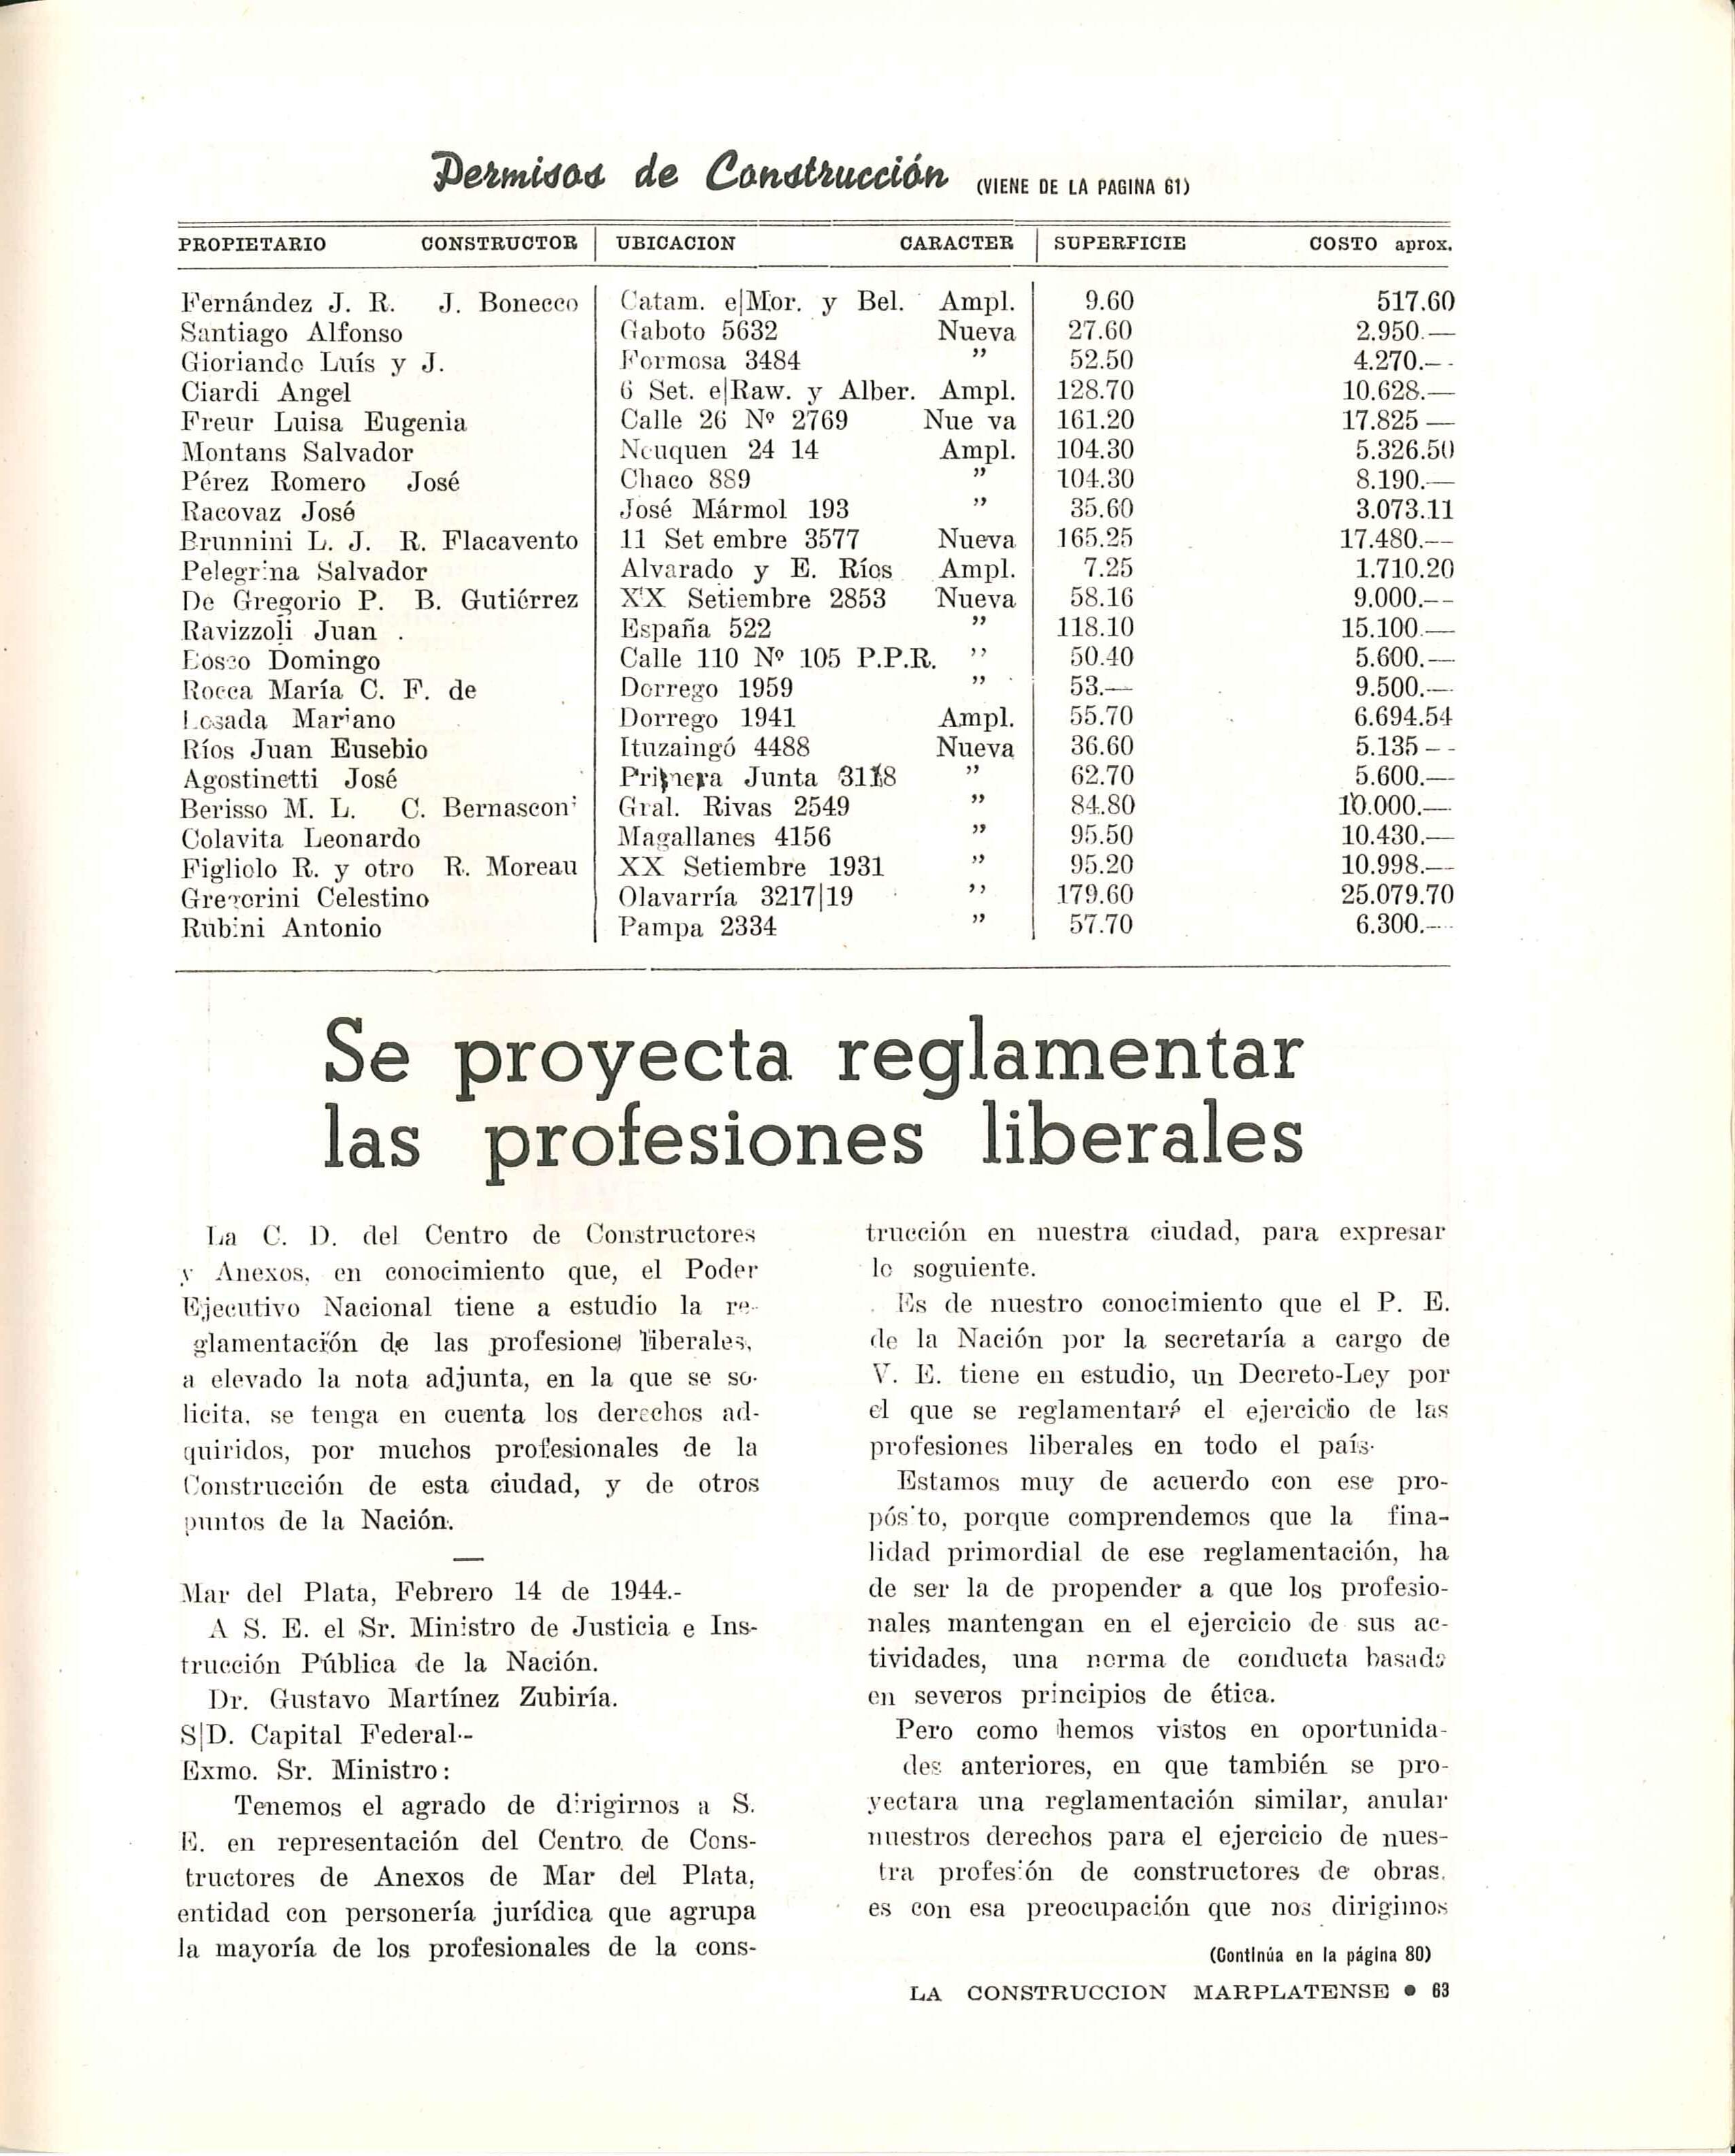 Permisos de Construcción (VIENE DE LA PAGINA 61)
PROPIETARIO CONSTRUCTOR UBICACION CARACTER SUPERFICIE COSTO aprox.
Fernández J. R. J. Bonecco Catam. e|Mor. y Bel. Ampl. 9.60 517.60
Santiago Alfonso Gaboto 5632 Nueva 27.60 2.950.—
Gioriando Luís y J. Formosa 3484 ” 52.50 4.270.—
Ciardi Angel 6 Set. e|Raw. y Alber. Ampl. 128.70 10.628.—
Freur Luisa Eugenia Calle 26 Nº 2769 Nue va 161.20 17.825 —
Montans Salvador Neuquen 24 14 Ampl. 104.30 5.326.50
Pérez Romero José Chaco 889 ” 104.30 8.190.—
Racovaz José José Mármol 193 ” 35.60 3.073.11
Brunnini L. J. R. Flacavento 11 Set embre 3577 Nueva 165.25 17.480.—
Pelegrina Salvador Alvarado y E. Ríos Ampl. 7.25 1.710.20
De Gregorio P. B. Gutiérrez XX Setiembre 2853 Nueva 58.16 9.000.—
Ravizzoli Juan España 522 ” 118.10 15.100.—
Bosco Domingo Calle 110 Nº 105 P.P.R. ” 50.40 5.600.—
Rocca María C. F. de Dorrego 1959 ” 53.— 9.500.—
Losada Mariano Dorrego 1941 Ampl. 55.70 6.694.54
Ríos Juan Eusebio Ituzaingó 4488 Nueva 36.60 5.135 —
Agostinetti José Primera Junta ” 62.70 5.600.—
Berisso M. L. C. Bernasconi Gral. Rivas 2549 ” 84.80 10.000.—
Colavita Leonardo Magallanes 4156 ” 95.50 10.430.—
Figliolo R. y otro R. Moreau XX Setiembre 1931 ” 95.20 10.998.—
Gregorini Celestino Olavarría 3217|19 ” 179.60 25.079.70
Rubini Antonio Pampa 2334 ” 57.70 6.300.—
Se proyecta reglamentar
las profesiones liberales
La C. D. del Centro de Constructores
y Anexos, en conocimiento que, el Poder
Ejecutivo Nacional tiene a estudio la re-
glamentación de las profesione liberales,
a elevado la nota adjunta, en la que se so-
licita, se tenga en cuenta los derechos ad-
quiridos, por muchos profesionales de la
Construcción de esta ciudad, y de otros
puntos de la Nación.
—
Mar del Plata, Febrero 14 de 1944.-
A S. E. el Sr. Ministro de Justicia e Ins-
trucción Pública de la Nación.
Dr. Gustavo Martínez Zubiría.
S|D. Capital Federal.-
Exmo. Sr. Ministro:
Tenemos el agrado de dirigirnos a S.
E. en representación del Centro de Cons-
tructores de Anexos de Mar del Plata,
entidad con personería jurídica que agrupa
la mayoría de los profesionales de la cons-
trucción en nuestra ciudad, para expresar
lo soguiente.
Es de nuestro conocimiento que el P. E.
de la Nación por la secretaría a cargo de
V. E. tiene en estudio, un Decreto-Ley por
el que se reglamentará el ejercicio de las
profesiones liberales en todo el país.
Estamos muy de acuerdo con ese pro-
pós to, porque comprendemos que la fina-
lidad primordial de ese reglamentación, ha
de ser la de propender a que los profesio-
nales mantengan en el ejercicio de sus ac-
tividades, una norma de conducta basada
en severos principios de ética.
Pero como hemos vistos en oportunida-
des anteriores, en que también se pro-
yectara una reglamentación similar, anular
nuestros derechos para el ejercicio de nues-
tra profesión de constructores de obras,
es con esa preocupación que nos dirigimos
(Continúa en la página 80)
LA CONSTRUCCION MARPLATENSE ● 63